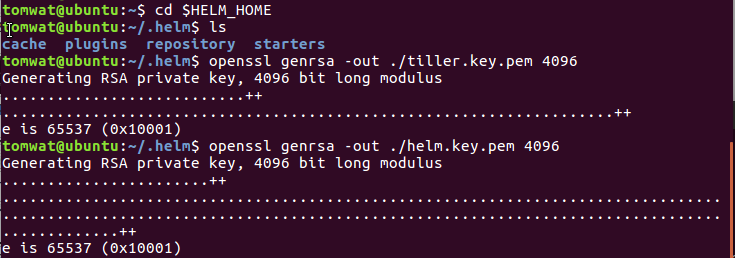 tomwat@ubuntu:~$ cd $HELM_HOME
tomwat@ubuntu:~/.helm$ ls
cache  plugins  repository  starters
tomwat@ubuntu:~/.helm$ openssl genrsa -out ./tiller.key.pem 4096
Generating RSA private key, 4096 bit long modulus
...........................++
...................................................................++
e is 65537 (0x10001)
tomwat@ubuntu:~/.helm$ openssl genrsa -out ./helm.key.pem 4096
Generating RSA private key, 4096 bit long modulus
.......................++
................................................................................
................................................................................
.............++
e is 65537 (0x10001)